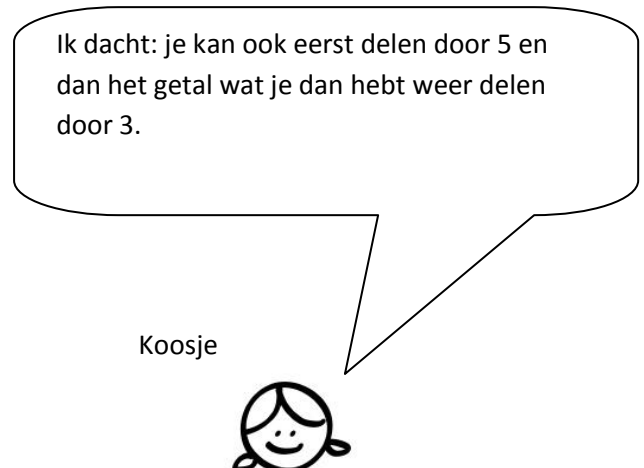 Ik dacht: je kan ook eerst delen door 5 en
dan het getal wat je dan hebt weer delen
door 3.
Koosje